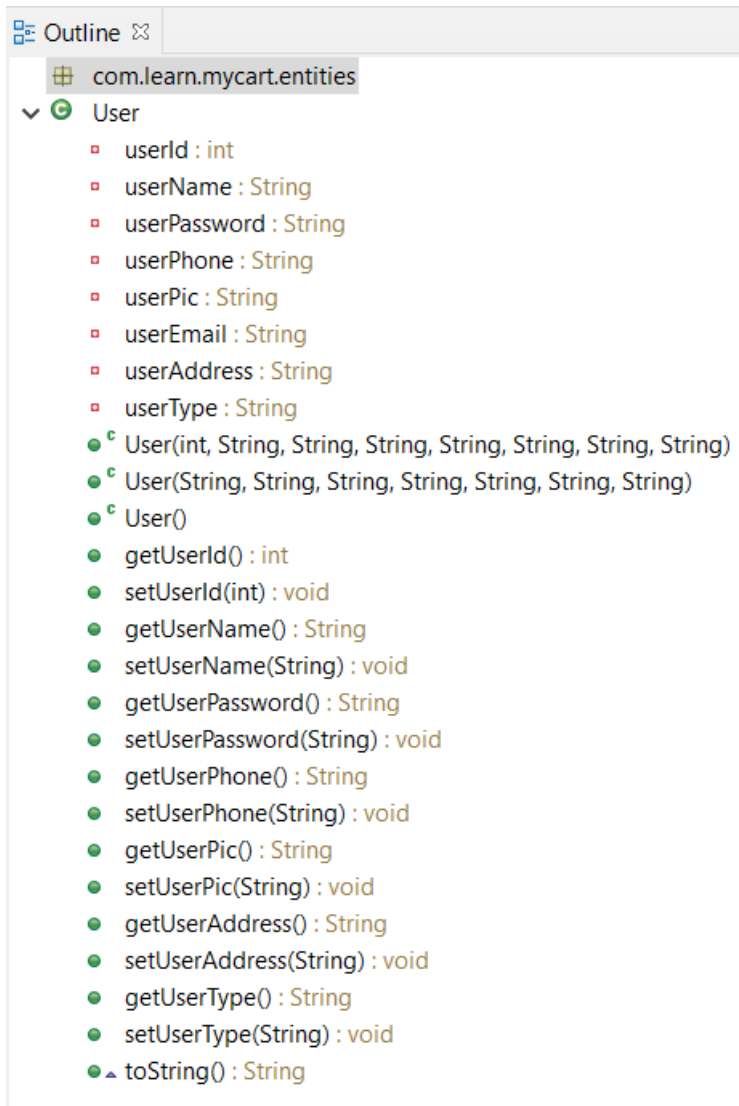 Outline
com.learn.mycart.entities
User
userId : int
userName : String
userPassword : String
userPhone : String
userPic : String
userEmail : String
userAddress : String
userType : String
C User(int, String, String, String, String, String, String, String)
C User(String, String, String, String, String, String, String)
C User()
getUserId() : int
setUserId(int) : void
getUserName() : String
setUserName(String) : void
getUserPassword() : String
setUserPassword(String) : void
getUserPhone() : String
setUserPhone(String) : void
getUserPic() : String
setUserPic(String) : void
getUserAddress() : String
setUserAddress(String) : void
getUserType() : String
setUserType(String) : void
toString() : String